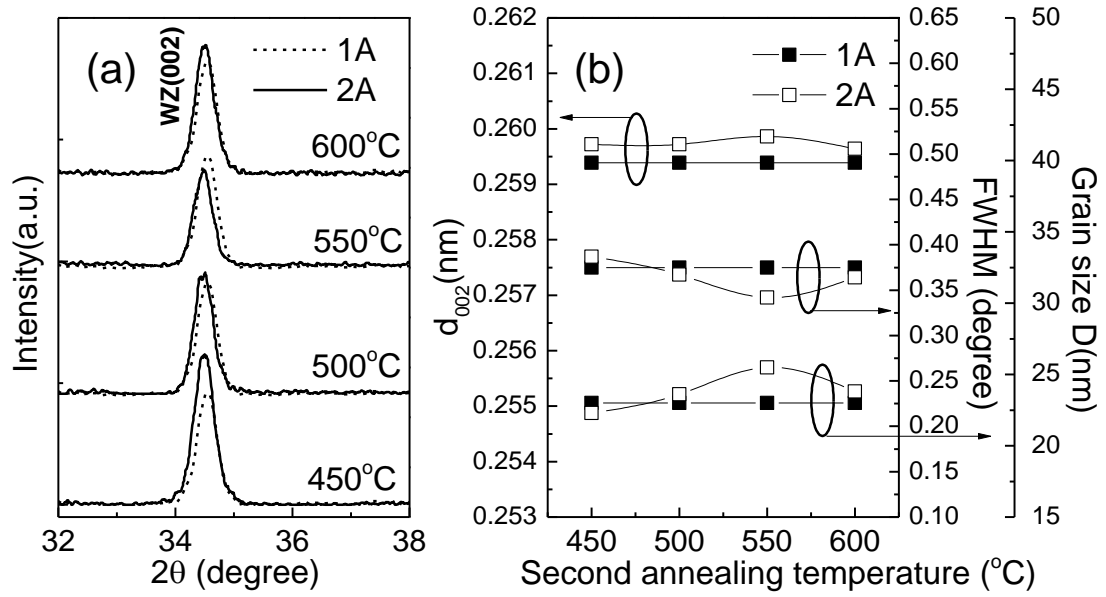 (a)
WZ(002)
1A
2A
600°C
550°C
500°C
450°C
Intensity(a.u.)
32 34 36 38
2θ (degree)
(b)
1A
2A
0.262
0.261
0.260
0.259
0.258
0.257
0.256
0.255
0.254
0.253
d002(nm)
450 500 550 600
Second annealing temperature (°C)
0.65
0.60
0.55
0.50
0.45
0.40
0.35
0.30
0.25
0.20
0.15
0.10
FWHM (degree)
50
45
40
35
30
25
20
15
Grain size D(nm)